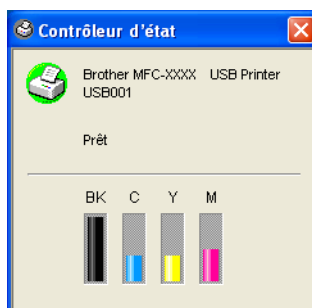 Contrôleur d'état
Brother MFC-XXXX USB Printer
USB001
Prêt
BK C Y M